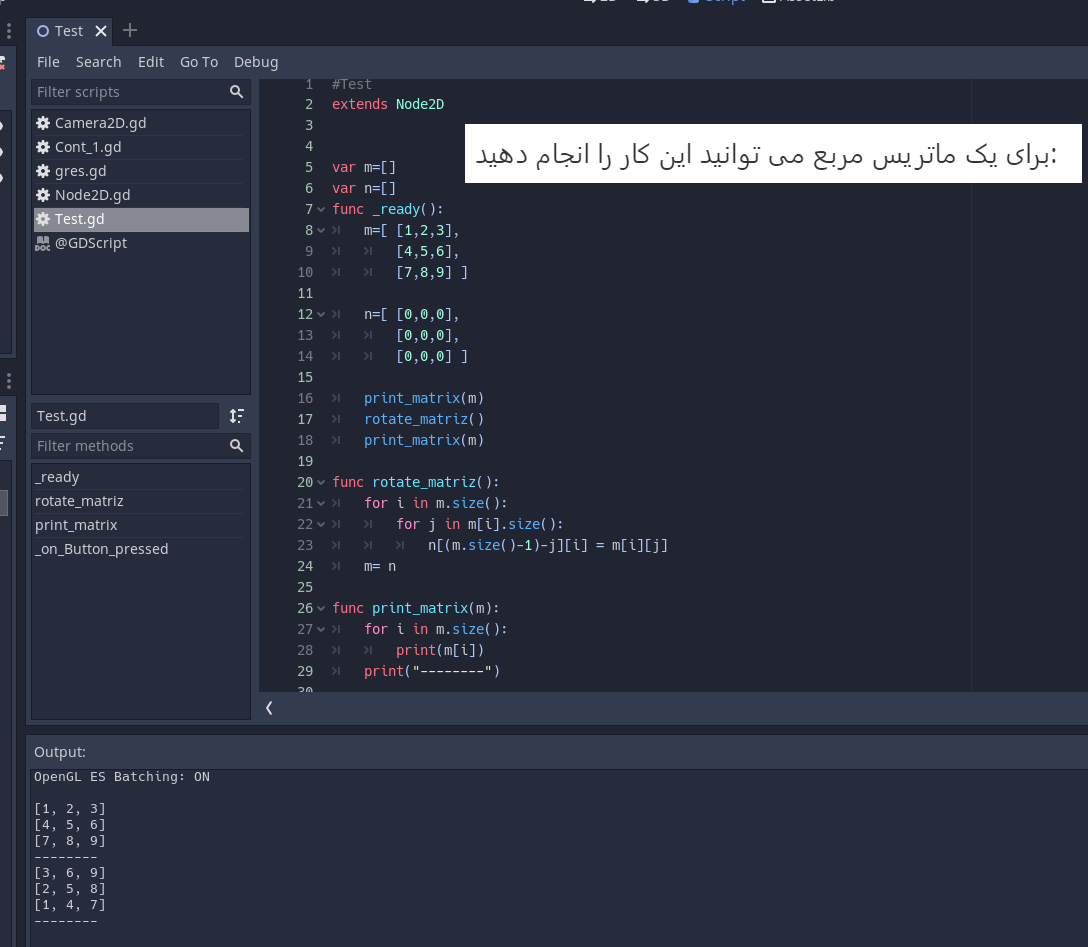 Script
Test
File Search Edit Go To Debug
Filter scripts
Camera2D.gd
Cont_1.gd
gres.gd
Node2D.gd
Test.gd
@GDScript
Test.gd
Filter methods
_ready
rotate_matriz
print_matrix
_on_Button_pressed
1 #Test
2 extends Node2D
3
4
برای یک ماتریس مربع می توانید این کار را انجام دهید:
5 var m=[]
6 var n=[]
7 func _ready():
8 m=[ [1,2,3],
9 [4,5,6],
10 [7,8,9] ]
11
12 n=[ [0,0,0],
13 [0,0,0],
14 [0,0,0] ]
15
16 print_matrix(m)
17 rotate_matriz()
18 print_matrix(m)
19
20 func rotate_matriz():
21 for i in m.size():
22 for j in m[i].size():
23 n[(m.size()-1)-j][i] = m[i][j]
24 m= n
25
26 func print_matrix(m):
27 for i in m.size():
28 print(m[i])
29 print("--------")
30
Output:
OpenGL ES Batching: ON
[1, 2, 3]
[4, 5, 6]
[7, 8, 9]
--------
[3, 6, 9]
[2, 5, 8]
[1, 4, 7]
--------